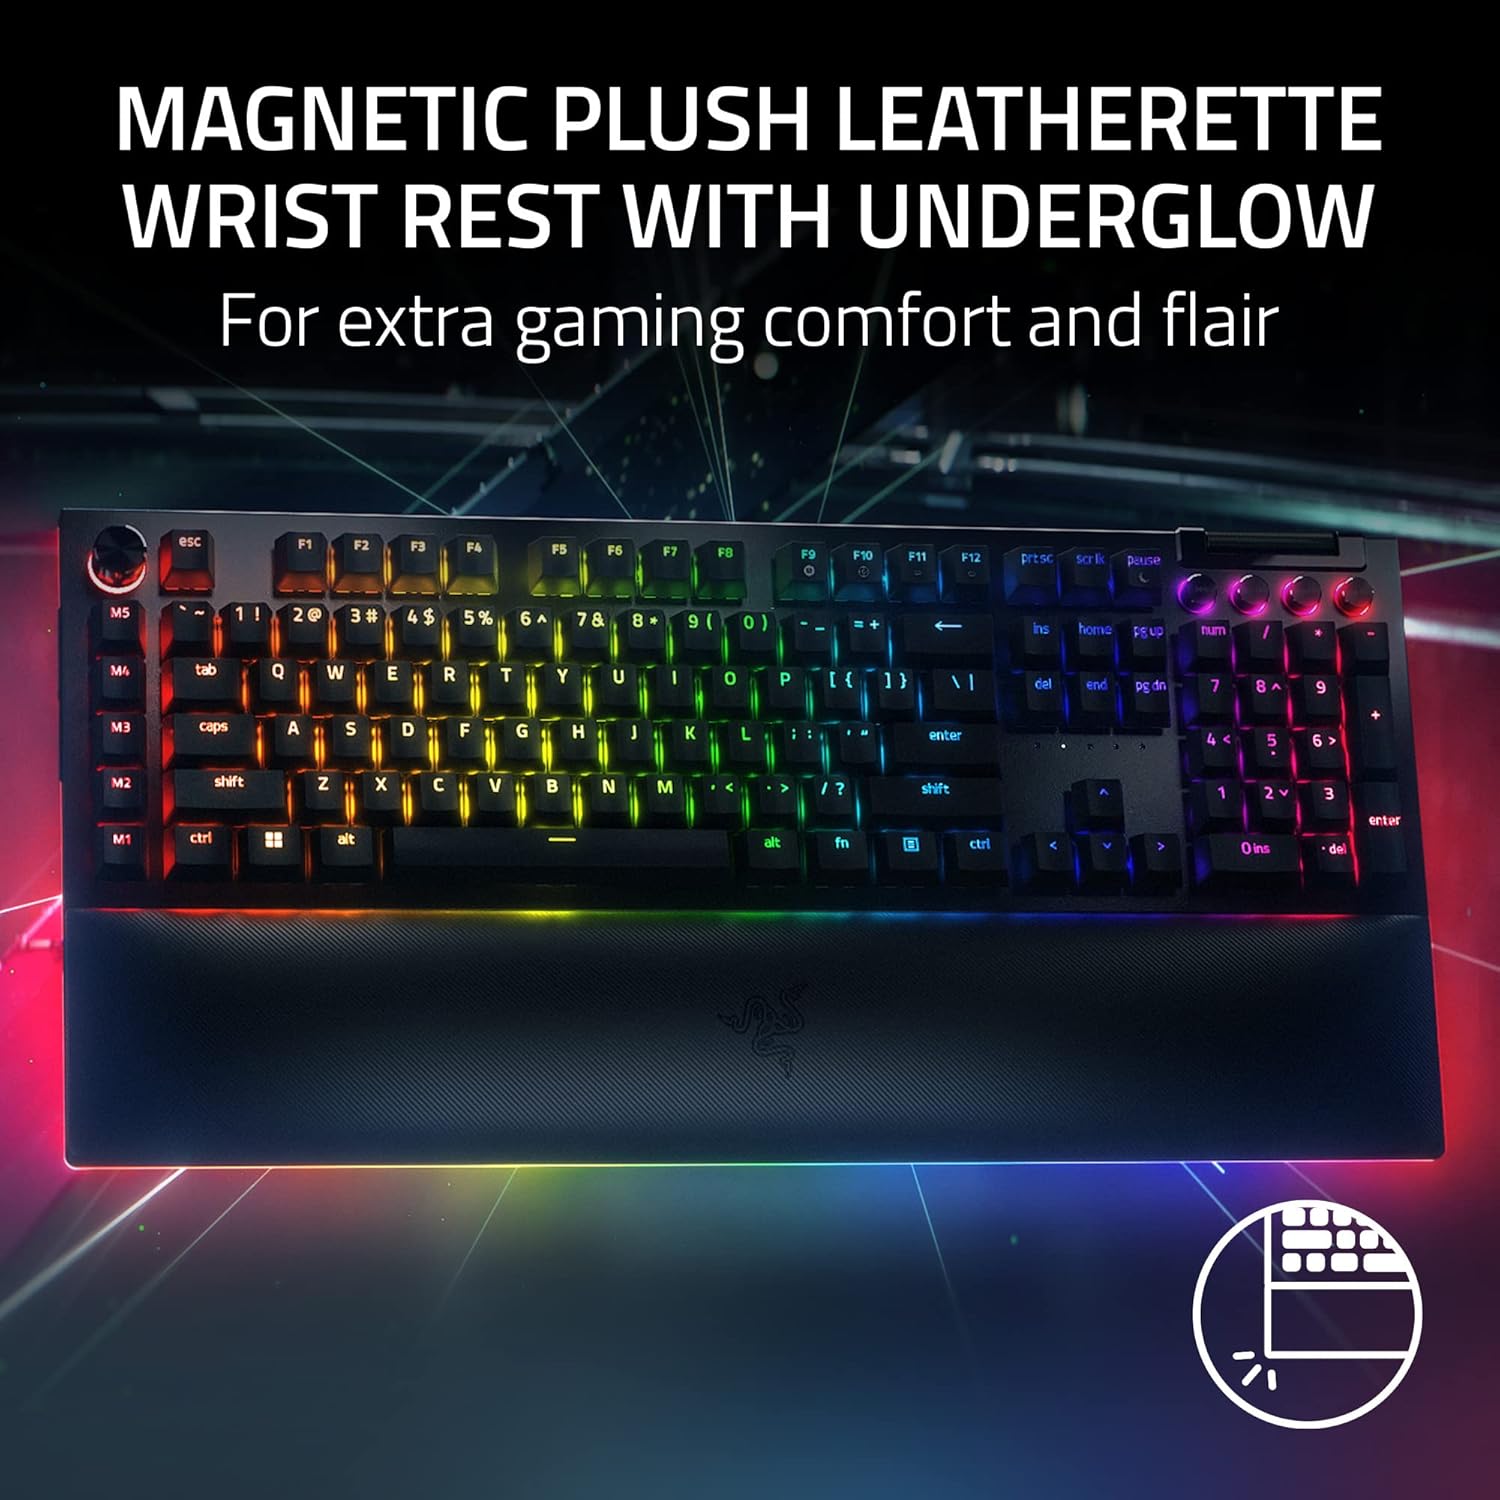 MAGNETIC PLUSH LEATHERETTE
WRIST REST WITH UNDERGLOW
For extra gaming comfort and flair
esc F1 F2 F3 F4 F5 F6 F7 F8 F9 F10 F11 F12 prt sc scr lk pause
M5 ` ~ 1 ! 2 @ 3 # 4 $ 5 % 6 ^ 7 & 8 * 9 ( 0 ) - _ = + ← ins home pg up num / * -
M4 tab Q W E R T Y U I O P [ { ] } \ | del end pg dn 7 8 ^ 9 +
M3 caps A S D F G H J K L ; : ' " enter 4 < 5 6 >
M2 shift Z X C V B N M , < . > / ? shift ^ 1 2 ˅ 3 enter
M1 ctrl alt alt fn ctrl < ˅ > 0 ins . del